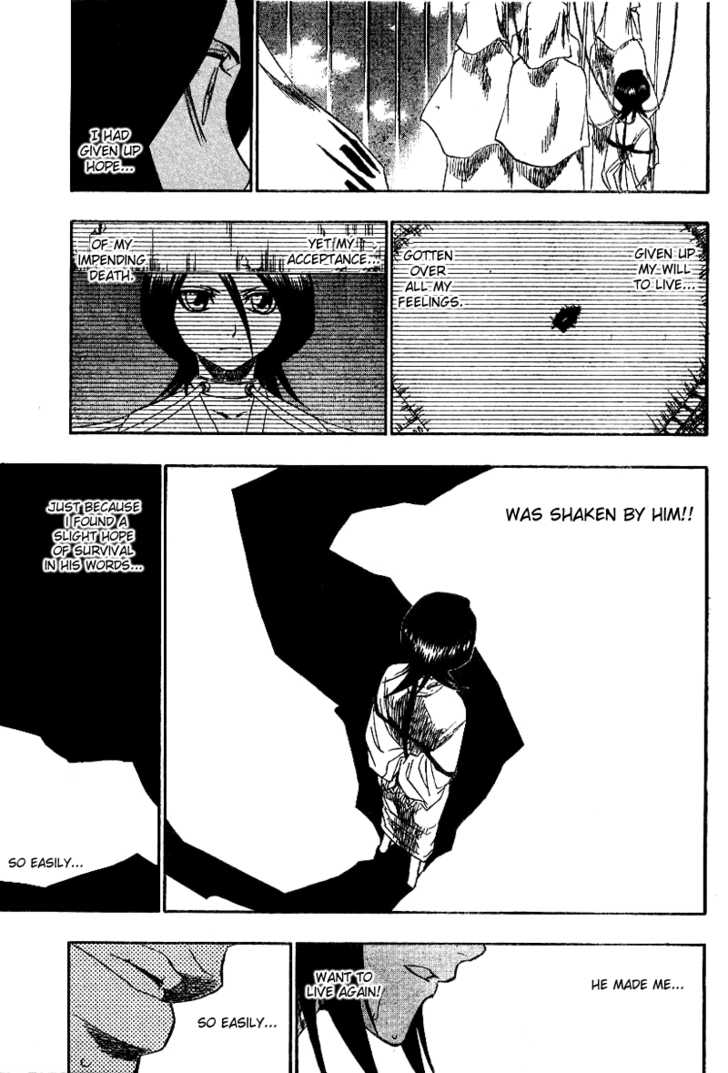 I HAD
GIVEN UP
HOPE...
GIVEN UP
MY WILL
TO LIVE...
GOTTEN
OVER
ALL MY
FEELINGS.
YET MY
ACCEPTANCE...
OF MY
IMPENDING
DEATH.
WAS SHAKEN BY HIM!!
JUST BECAUSE
I FOUND A
SLIGHT HOPE
OF SURVIVAL
IN HIS WORDS...
SO EASILY...
HE MADE ME...
WANT TO
LIVE AGAIN!
SO EASILY...